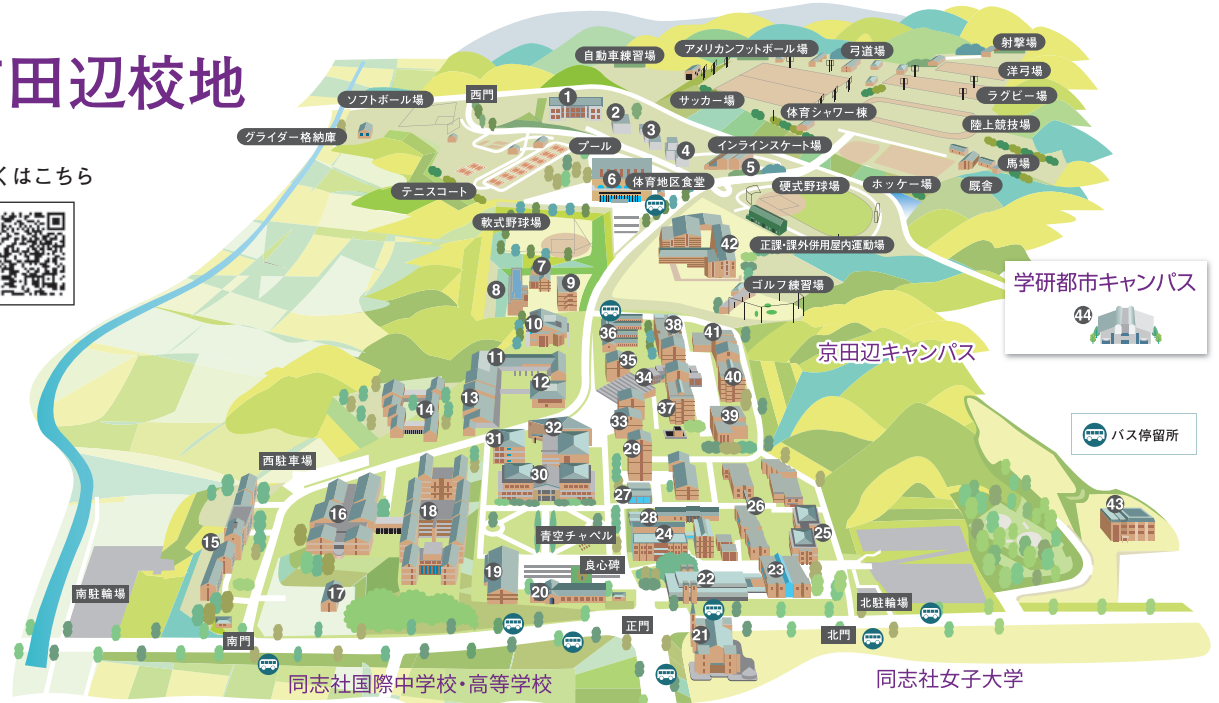 田辺校地
くはこちら
自動車練習場
アメリカンフットボール場
弓道場
射撃場
洋弓場
ソフトボール場
西門
1
2
サッカー場
体育シャワー棟
ラグビー場
グライダー格納庫
3
陸上競技場
プール
4
インラインスケート場
馬場
5
テニスコート
6
体育地区食堂
硬式野球場
ホッケー場
厩舎
軟式野球場
42
正課・課外併用屋内運動場
7
8
9
ゴルフ練習場
学研都市キャンパス
44
10
36
38
41
京田辺キャンパス
11
35
12
34
40
13
14
37
39
33
32
31
29
バス停留所
西駐車場
30
27
16
18
28
26
43
青空チャペル
24
25
15
良心碑
19
22
23
南駐輪場
17
20
北駐輪場
正門
21
北門
南門
同志社国際中学校・高等学校
同志社女子大学